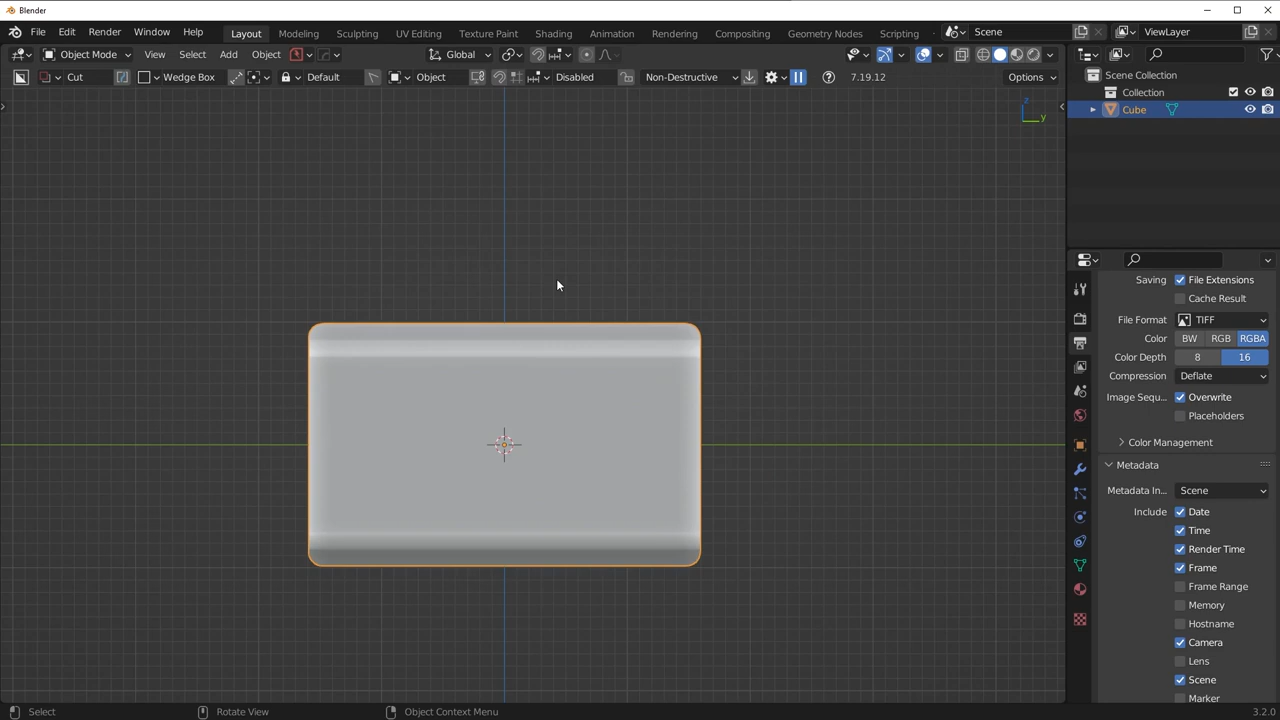 Blender
File Edit Render Window Help Layout Modeling Sculpting UV Editing Texture Paint Shading Animation Rendering Compositing Geometry Nodes Scripting Scene ViewLayer
Object Mode View Select Add Object Global
Cut Wedge Box Default Object Disabled Non-Destructive 7.19.12 Options
Scene Collection
Collection
Cube
z
y
Saving File Extensions
Cache Result
File Format TIFF
Color BW RGB RGBA
Color Depth 8 16
Compression Deflate
Image Sequ... Overwrite
Placeholders
Color Management
Metadata
Metadata In... Scene
Include Date
Time
Render Time
Frame
Frame Range
Memory
Hostname
Camera
Lens
Scene
Marker
Select Rotate View Object Context Menu 3.2.0